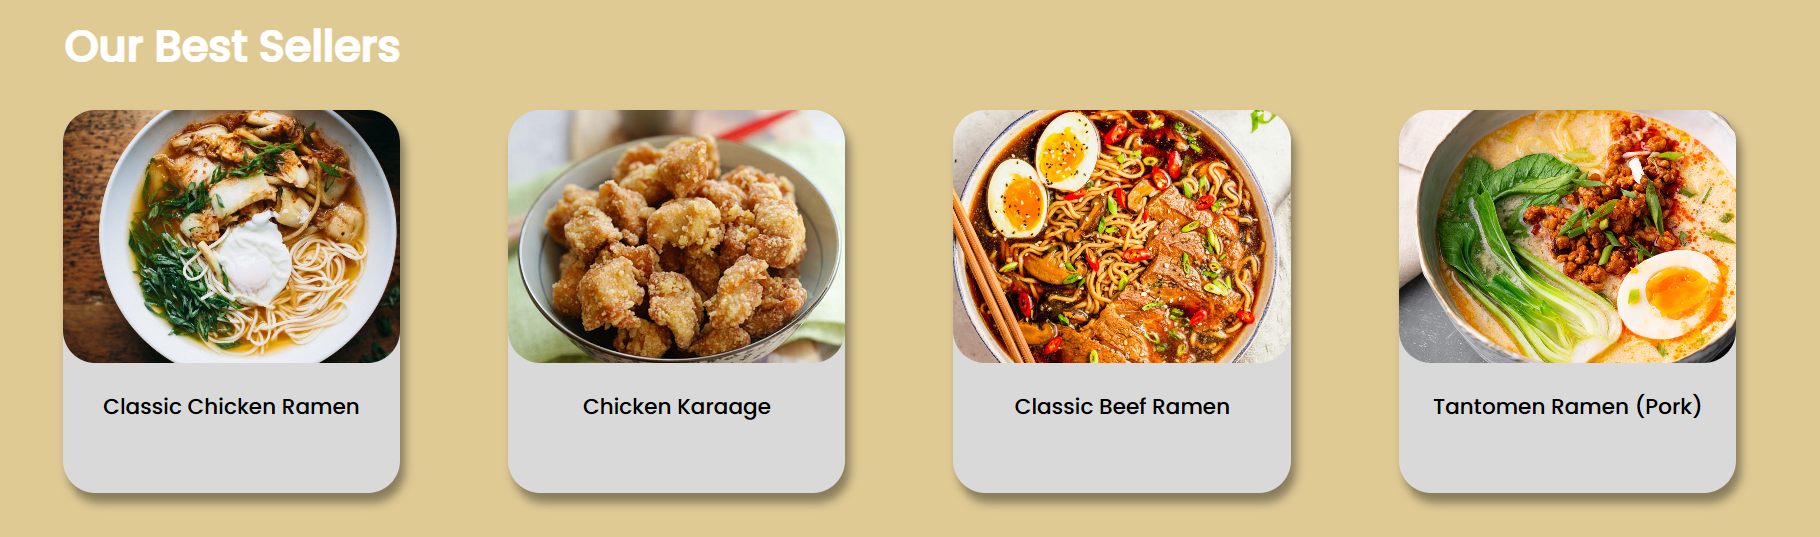 Our Best Sellers
Classic Chicken Ramen
Chicken Karaage
Classic Beef Ramen
Tantomen Ramen (Pork)